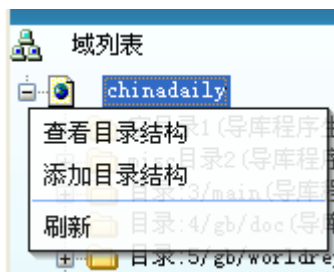 域列表
chinadaily
查看目录结构
录1(导库程序
添加目录结构
目录2(导库程
目录:3/main(导库
刷新
目录:4/gb/doc(导
目录:5/gb/worldre